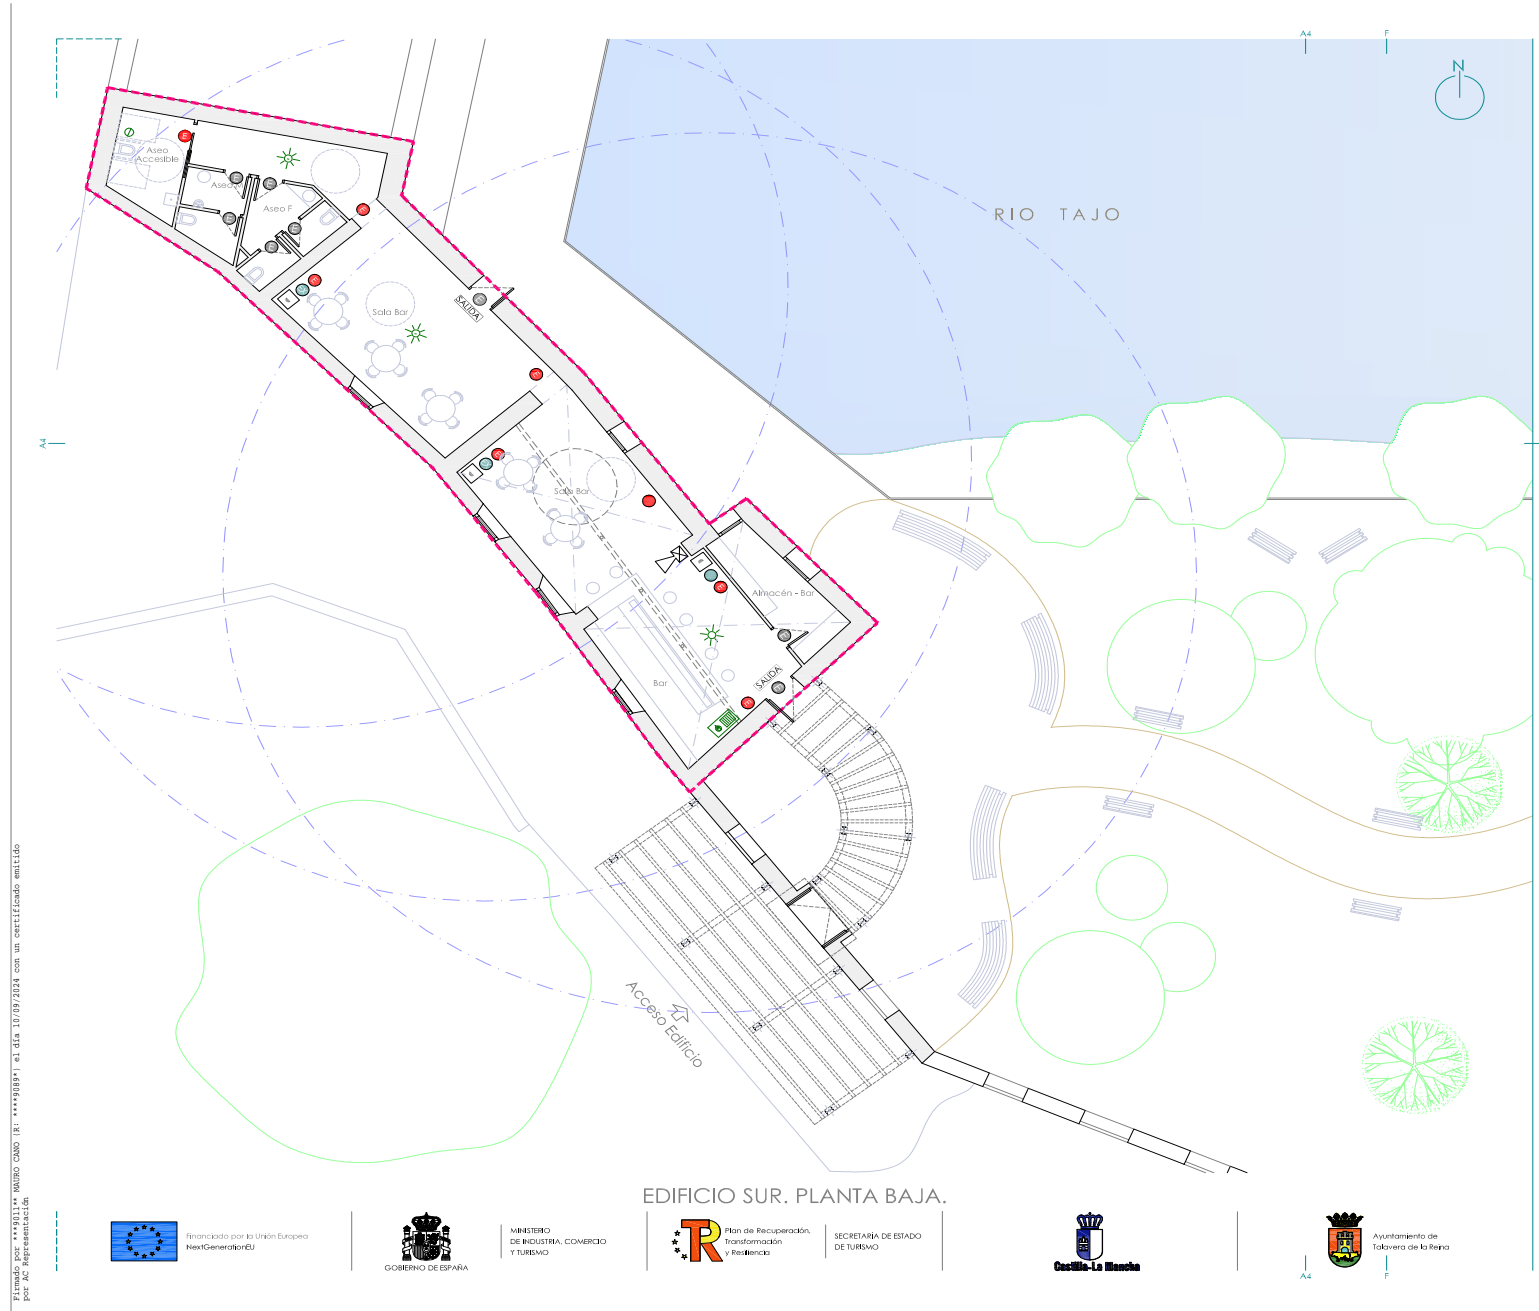 A4
F
N
RIO TAJO
Aseo
Accesible
E
Aseo
E
E
Aseo F
E
E
E
E
E
Sala Bar
E
SALIDA
E
E
Sala Bar
E
Almacén - Bar
E
SALIDA
E
E
Bar
A4
Acceso Edificio
EDIFICIO SUR. PLANTA BAJA.
Financiado por la Unión Europea
NextGenerationEU
GOBIERNO DE ESPAÑA
MINISTERIO
DE INDUSTRIA, COMERCIO
Y TURISMO
Plan de Recuperación,
Transformación
y Resiliencia
SECRETARÍA DE ESTADO
DE TURISMO
Castilla-La Mancha
Ayuntamiento de
Talavera de la Reina
A4
F
Firmado por ***9011** MAURO CANO (R: ****9089*) el día 10/09/2024 con un certificado emitido
por AC Representación